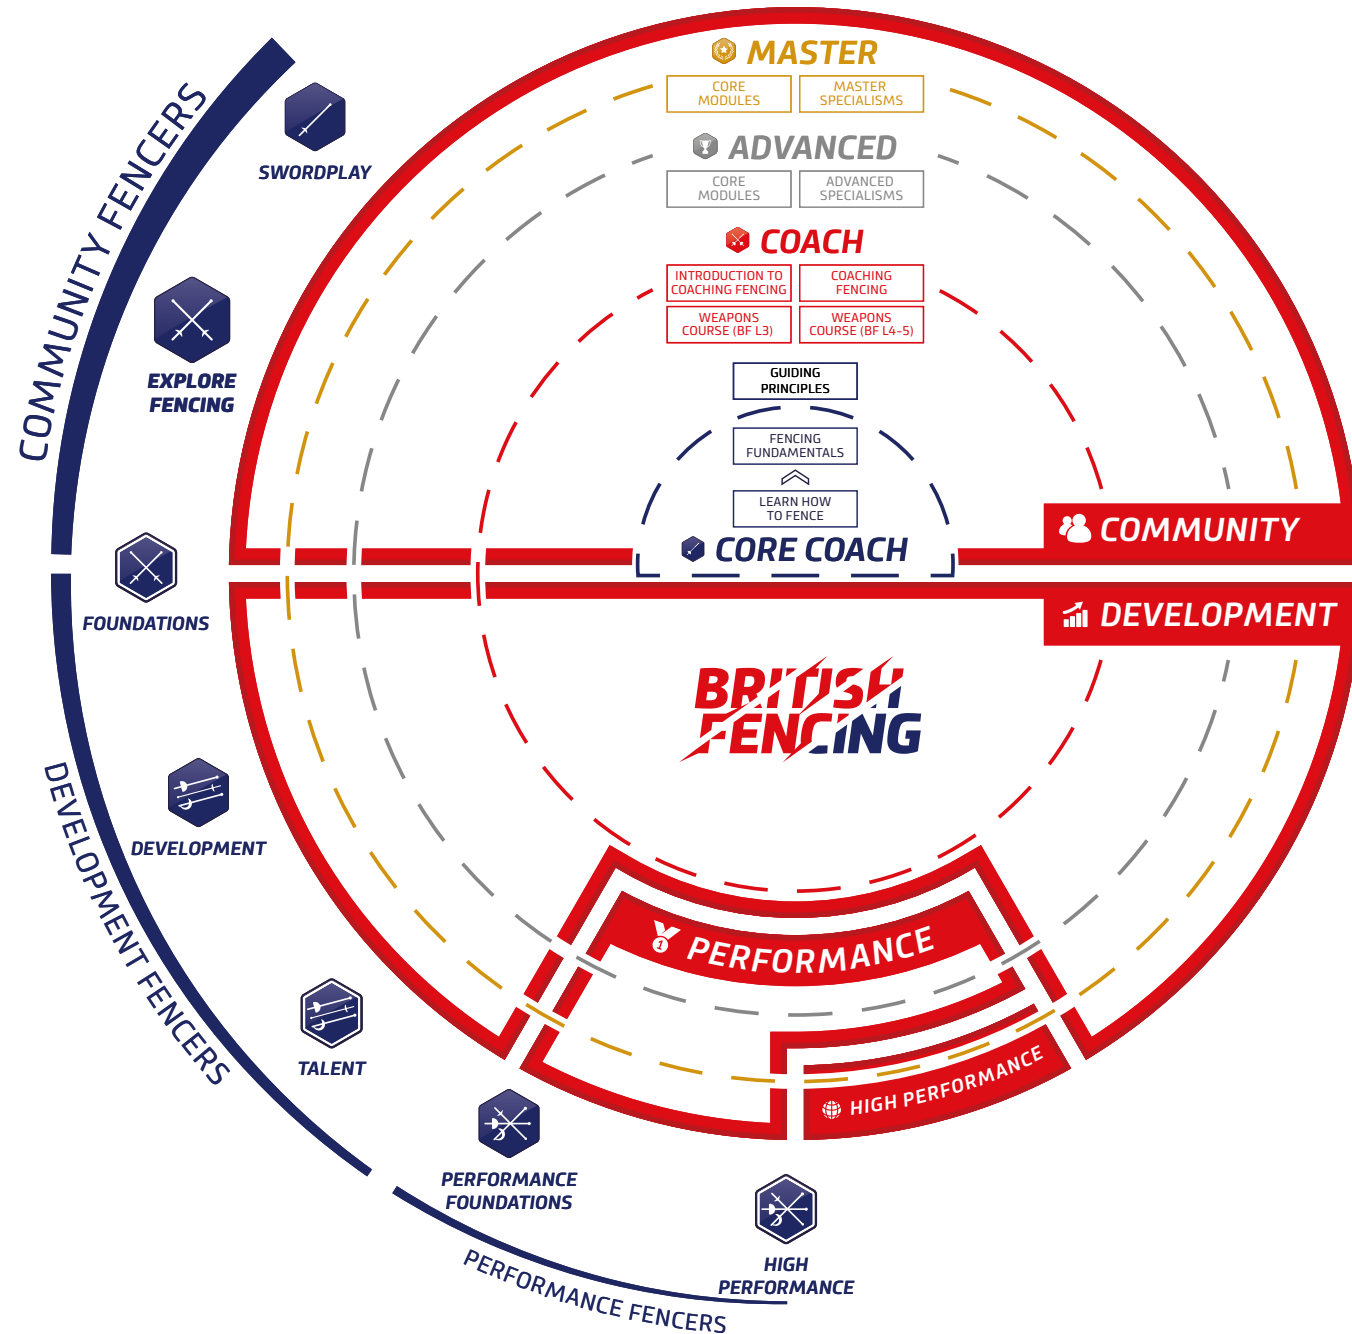 MASTER
CORE
MODULES
MASTER
SPECIALISMS
ADVANCED
CORE
MODULES
ADVANCED
SPECIALISMS
COACH
INTRODUCTION TO
COACHING FENCING
COACHING
FENCING
WEAPONS
COURSE (BF L3)
WEAPONS
COURSE (BF L4-5)
GUIDING
PRINCIPLES
FENCING
FUNDAMENTALS
LEARN HOW
TO FENCE
CORE COACH
COMMUNITY
DEVELOPMENT
BRITISH
FENCING
1
PERFORMANCE
HIGH PERFORMANCE
COMMUNITY FENCERS
SWORDPLAY
EXPLORE
FENCING
FOUNDATIONS
DEVELOPMENT FENCERS
DEVELOPMENT
TALENT
PERFORMANCE
FOUNDATIONS
HIGH
PERFORMANCE
PERFORMANCE FENCERS